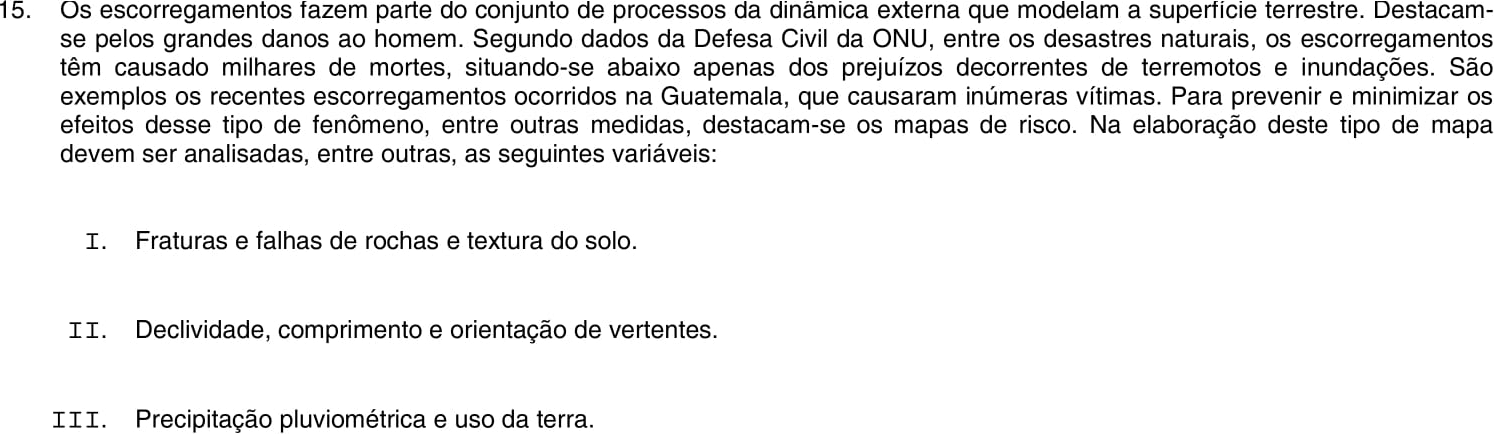 15. Os escorregamentos fazem parte do conjunto de processos da dinâmica externa que modelam a superfície terrestre. Destacam-
se pelos grandes danos ao homem. Segundo dados da Defesa Civil da ONU, entre os desastres naturais, os escorregamentos
têm causado milhares de mortes, situando-se abaixo apenas dos prejuízos decorrentes de terremotos e inundações. São
exemplos os recentes escorregamentos ocorridos na Guatemala, que causaram inúmeras vítimas. Para prevenir e minimizar os
efeitos desse tipo de fenômeno, entre outras medidas, destacam-se os mapas de risco. Na elaboração deste tipo de mapa
devem ser analisadas, entre outras, as seguintes variáveis:
I. Fraturas e falhas de rochas e textura do solo.
II. Declividade, comprimento e orientação de vertentes.
III. Precipitação pluviométrica e uso da terra.